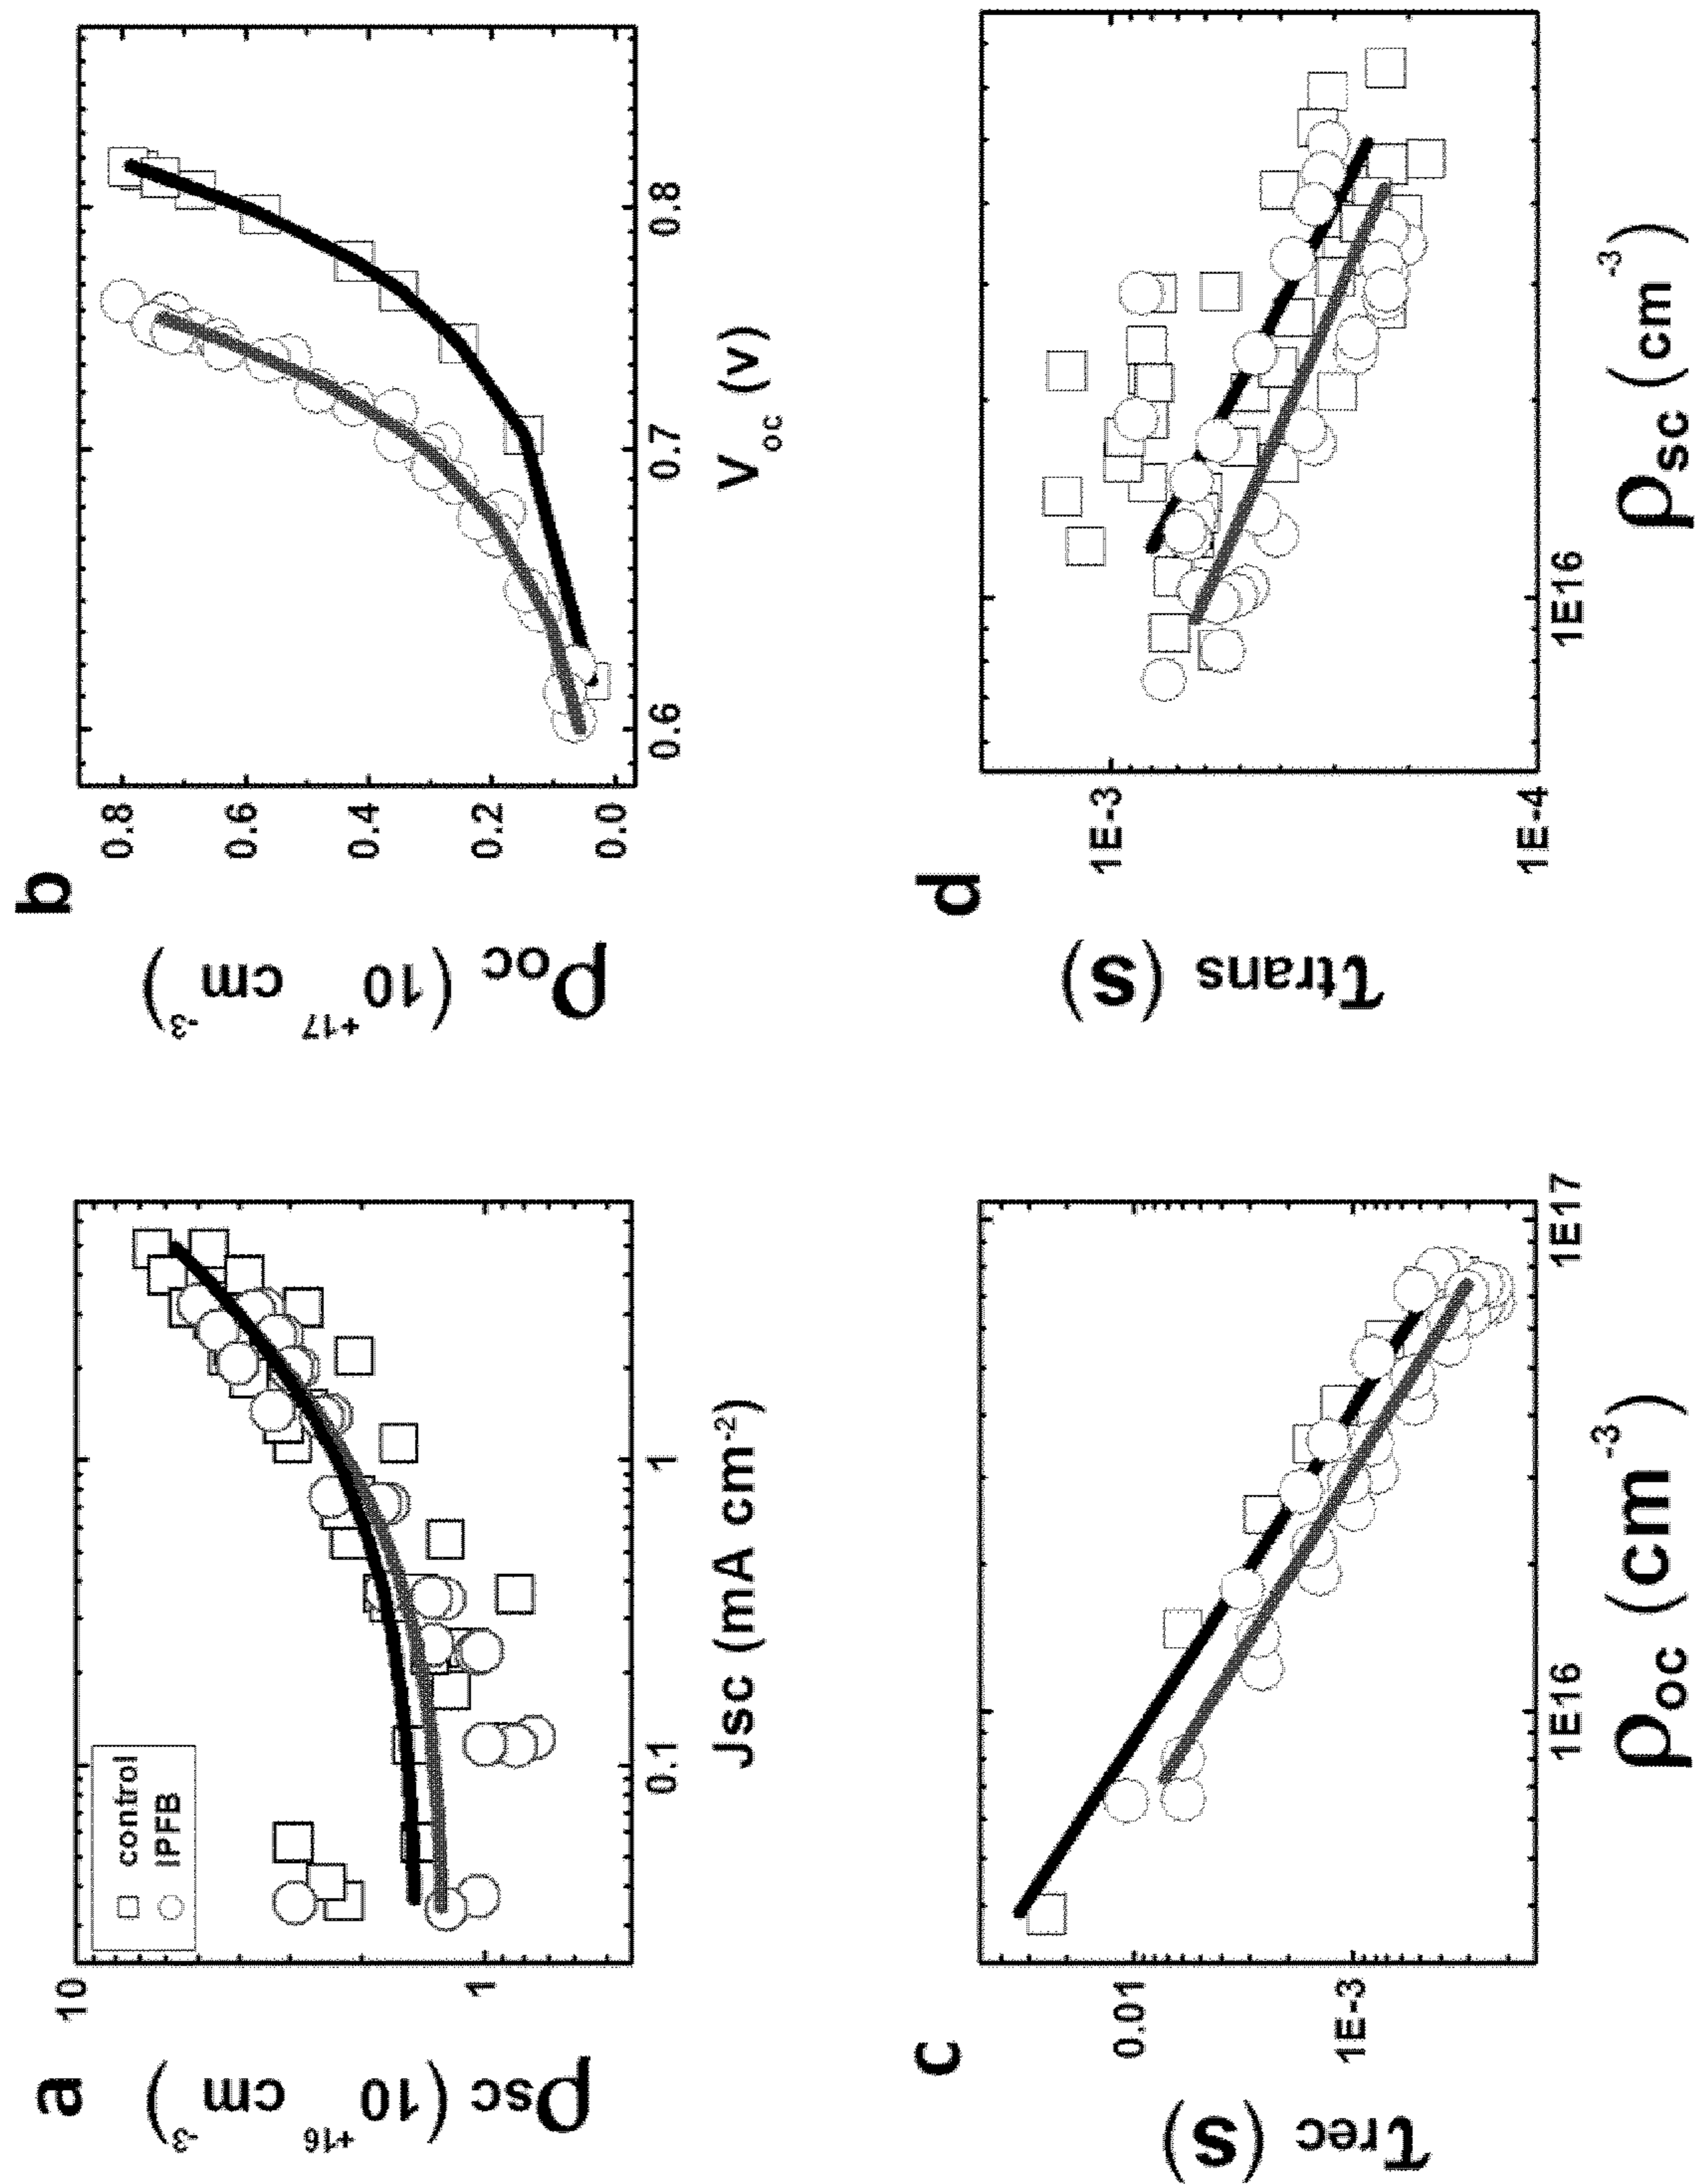 a
10
1
ρsc (10+16 cm-3)
control
IPFB
0.1
1
Jsc (mA cm-2)
b
0.8
0.6
0.4
0.2
0.0
ρoc (10+17 cm-3)
0.6
0.7
0.8
Voc (v)
c
0.01
1E-3
τrec (s)
1E16
1E17
ρoc (cm-3)
d
1E-3
1E-4
τtrans (s)
1E16
ρsc (cm-3)